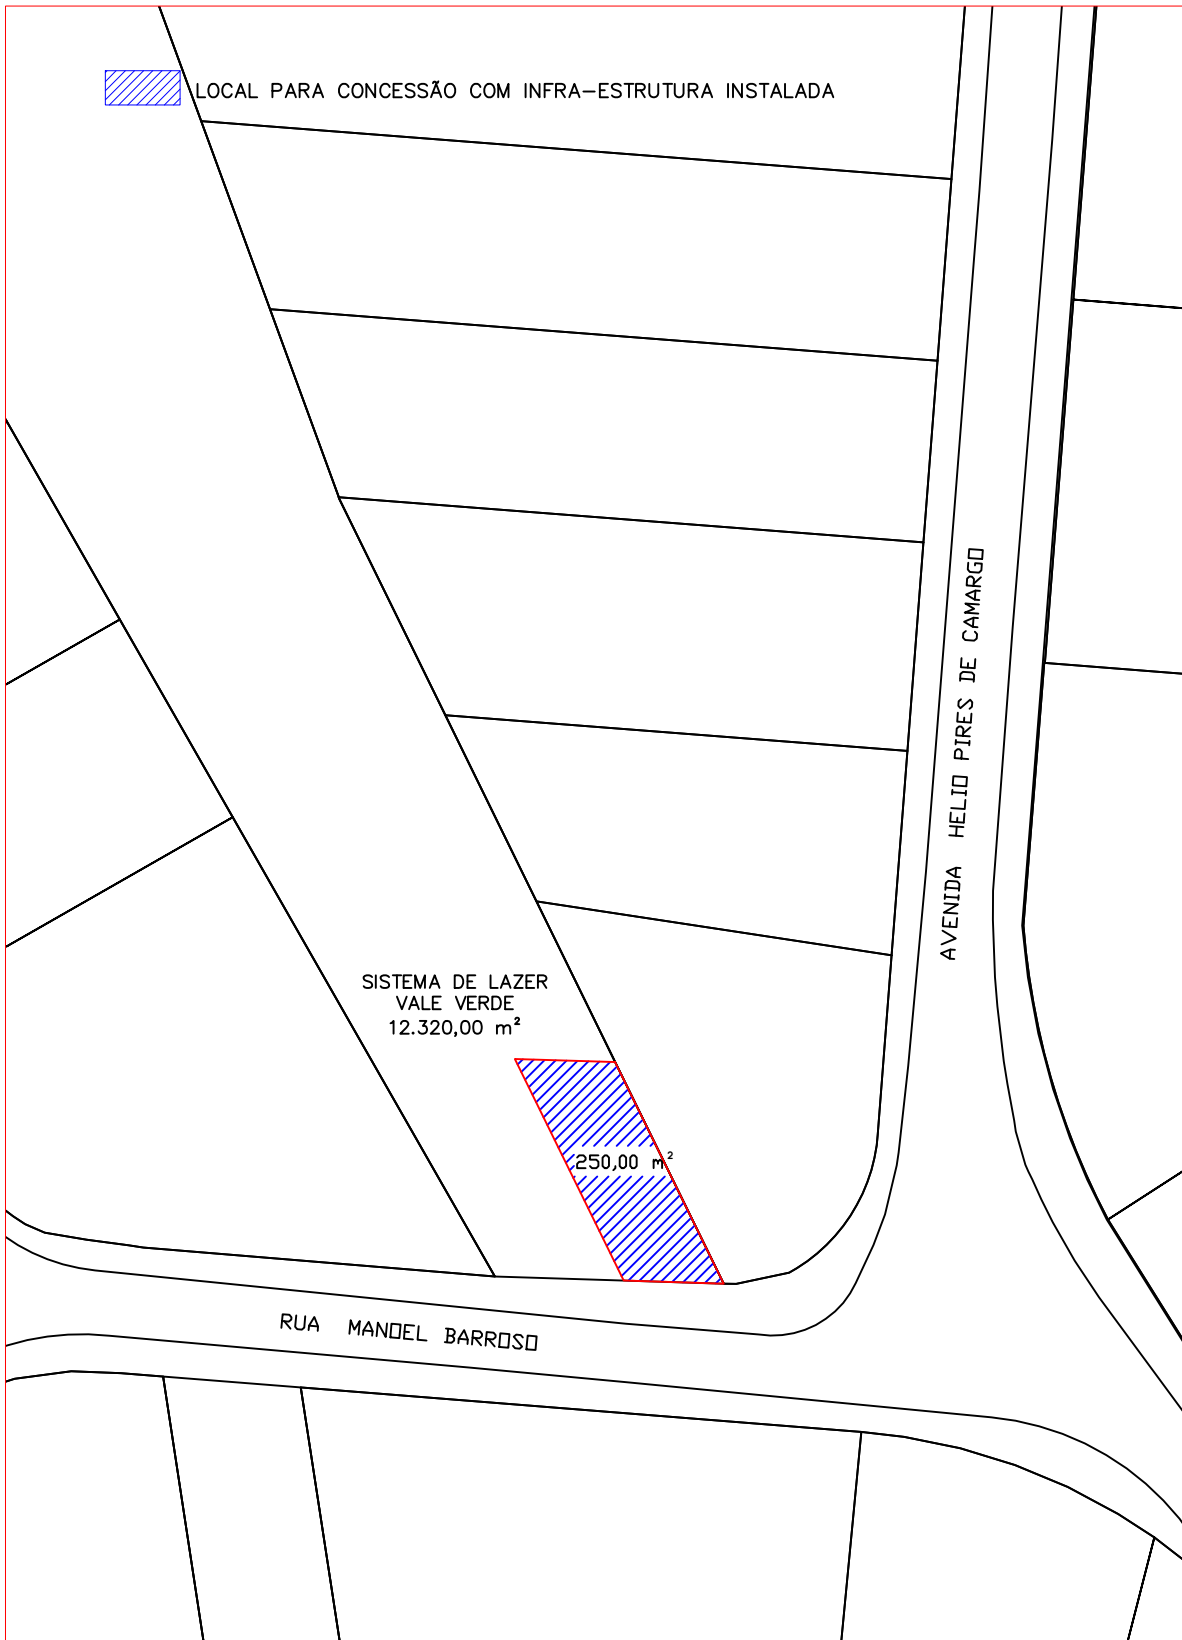 LOCAL PARA CONCESSÃO COM INFRA-ESTRUTURA INSTALADA
AVENIDA HELIO PIRES DE CAMARGO
SISTEMA DE LAZER
VALE VERDE
12.320,00 m²
250,00 m²
RUA MANOEL BARROSO